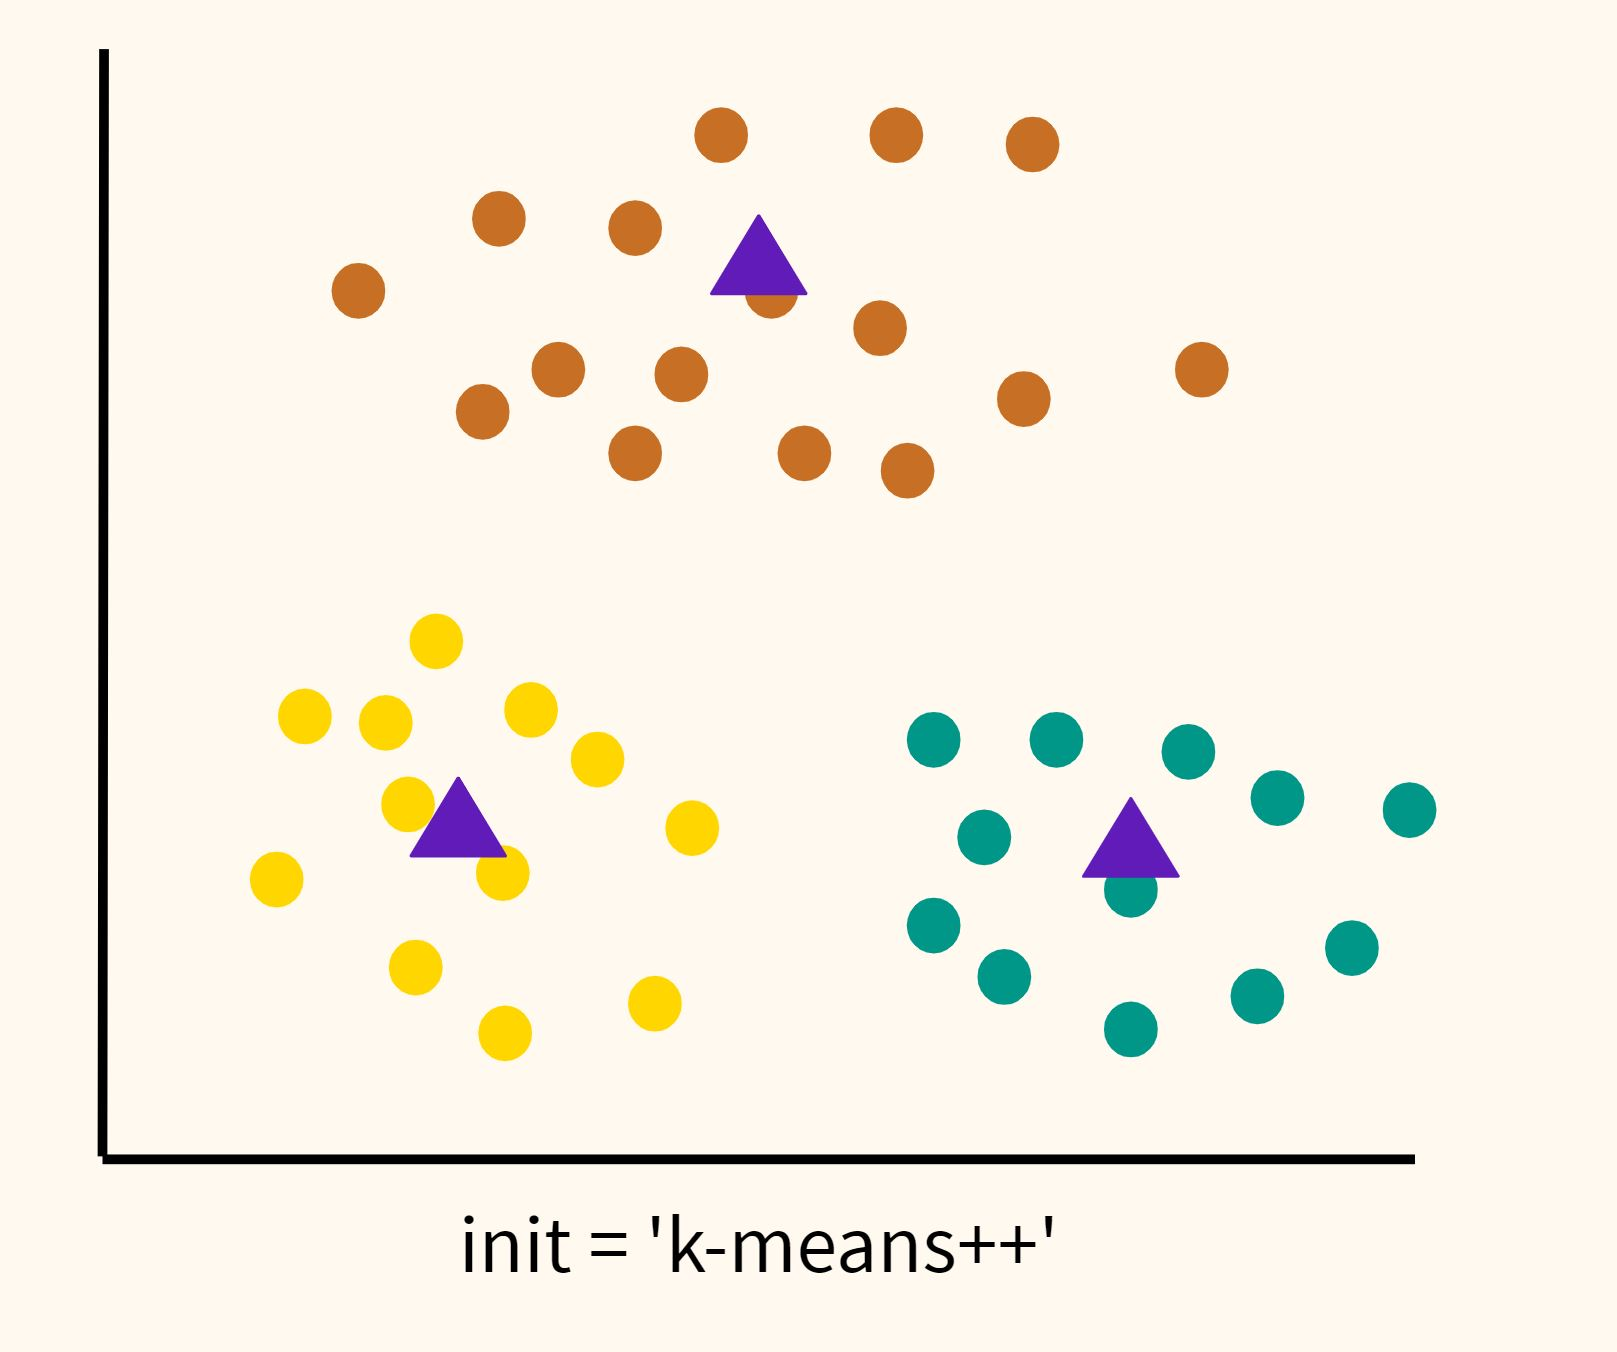 init = 'k-means++'